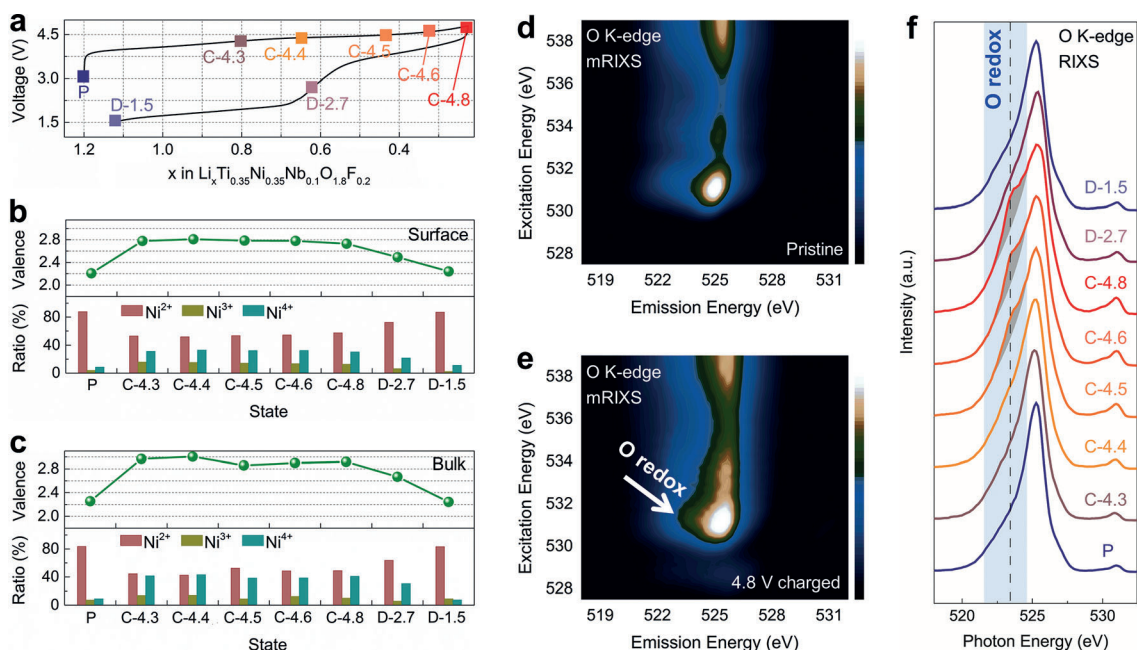 a
Voltage (V)
4.5
3.0
1.5
P
D-1.5
C-4.3
C-4.4
C-4.5
C-4.6
C-4.8
D-2.7
1.2 1.0 0.8 0.6 0.4
x in LiₓTi₀.₃₅Ni₀.₃₅Nb₀.₁O₁.₈F₀.₂
b
Surface
Valence
2.8
2.4
2.0
Ratio (%)
80
40
0
Ni²⁺ Ni³⁺ Ni⁴⁺
P C-4.3 C-4.4 C-4.5 C-4.6 C-4.8 D-2.7 D-1.5
State
c
Bulk
Valence
2.8
2.4
2.0
Ratio (%)
80
40
0
Ni²⁺ Ni³⁺ Ni⁴⁺
P C-4.3 C-4.4 C-4.5 C-4.6 C-4.8 D-2.7 D-1.5
State
d
O K-edge
mRIXS
Excitation Energy (eV)
538
536
534
532
530
528
Pristine
519 522 525 528 531
Emission Energy (eV)
e
O K-edge
mRIXS
O redox
Excitation Energy (eV)
538
536
534
532
530
528
4.8 V charged
519 522 525 528 531
Emission Energy (eV)
f
O K-edge
RIXS
O redox
Intensity (a.u.)
D-1.5
D-2.7
C-4.8
C-4.6
C-4.5
C-4.4
C-4.3
P
520 525 530
Photon Energy (eV)